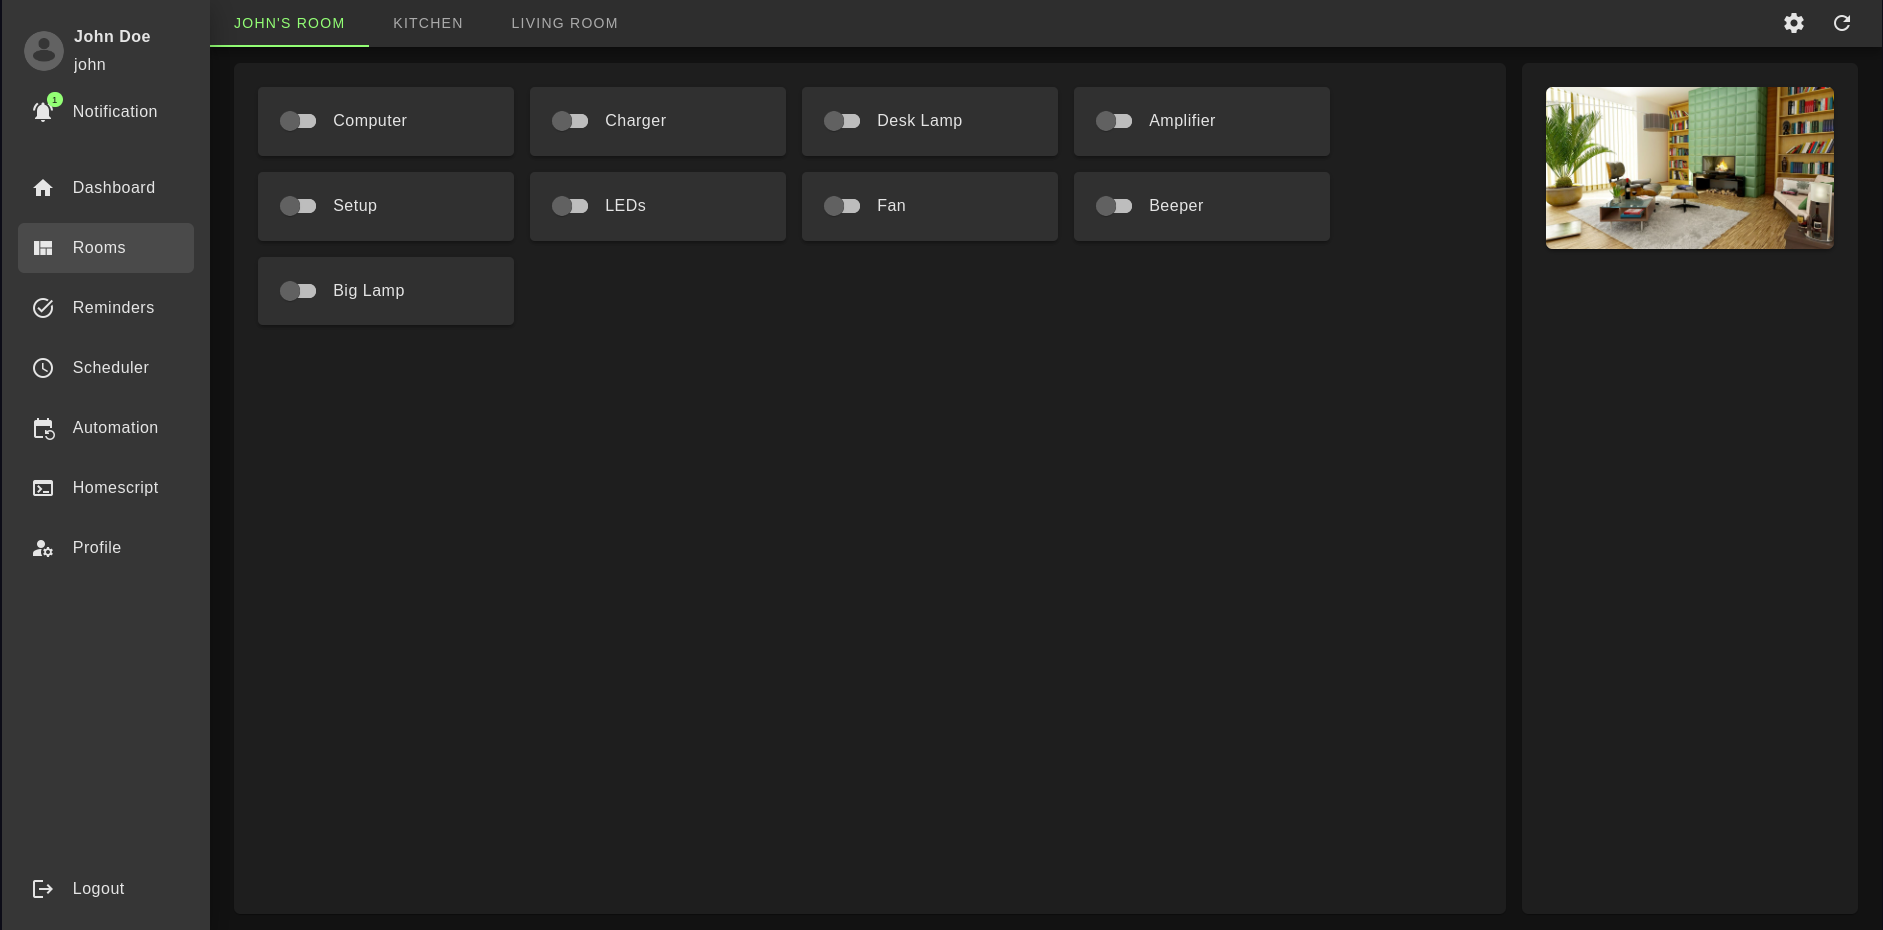 John Doe
john
1
Notification
Dashboard
Rooms
Reminders
Scheduler
Automation
Homescript
Profile
Logout
JOHN'S ROOM KITCHEN LIVING ROOM
Computer Charger Desk Lamp Amplifier
Setup LEDs Fan Beeper
Big Lamp